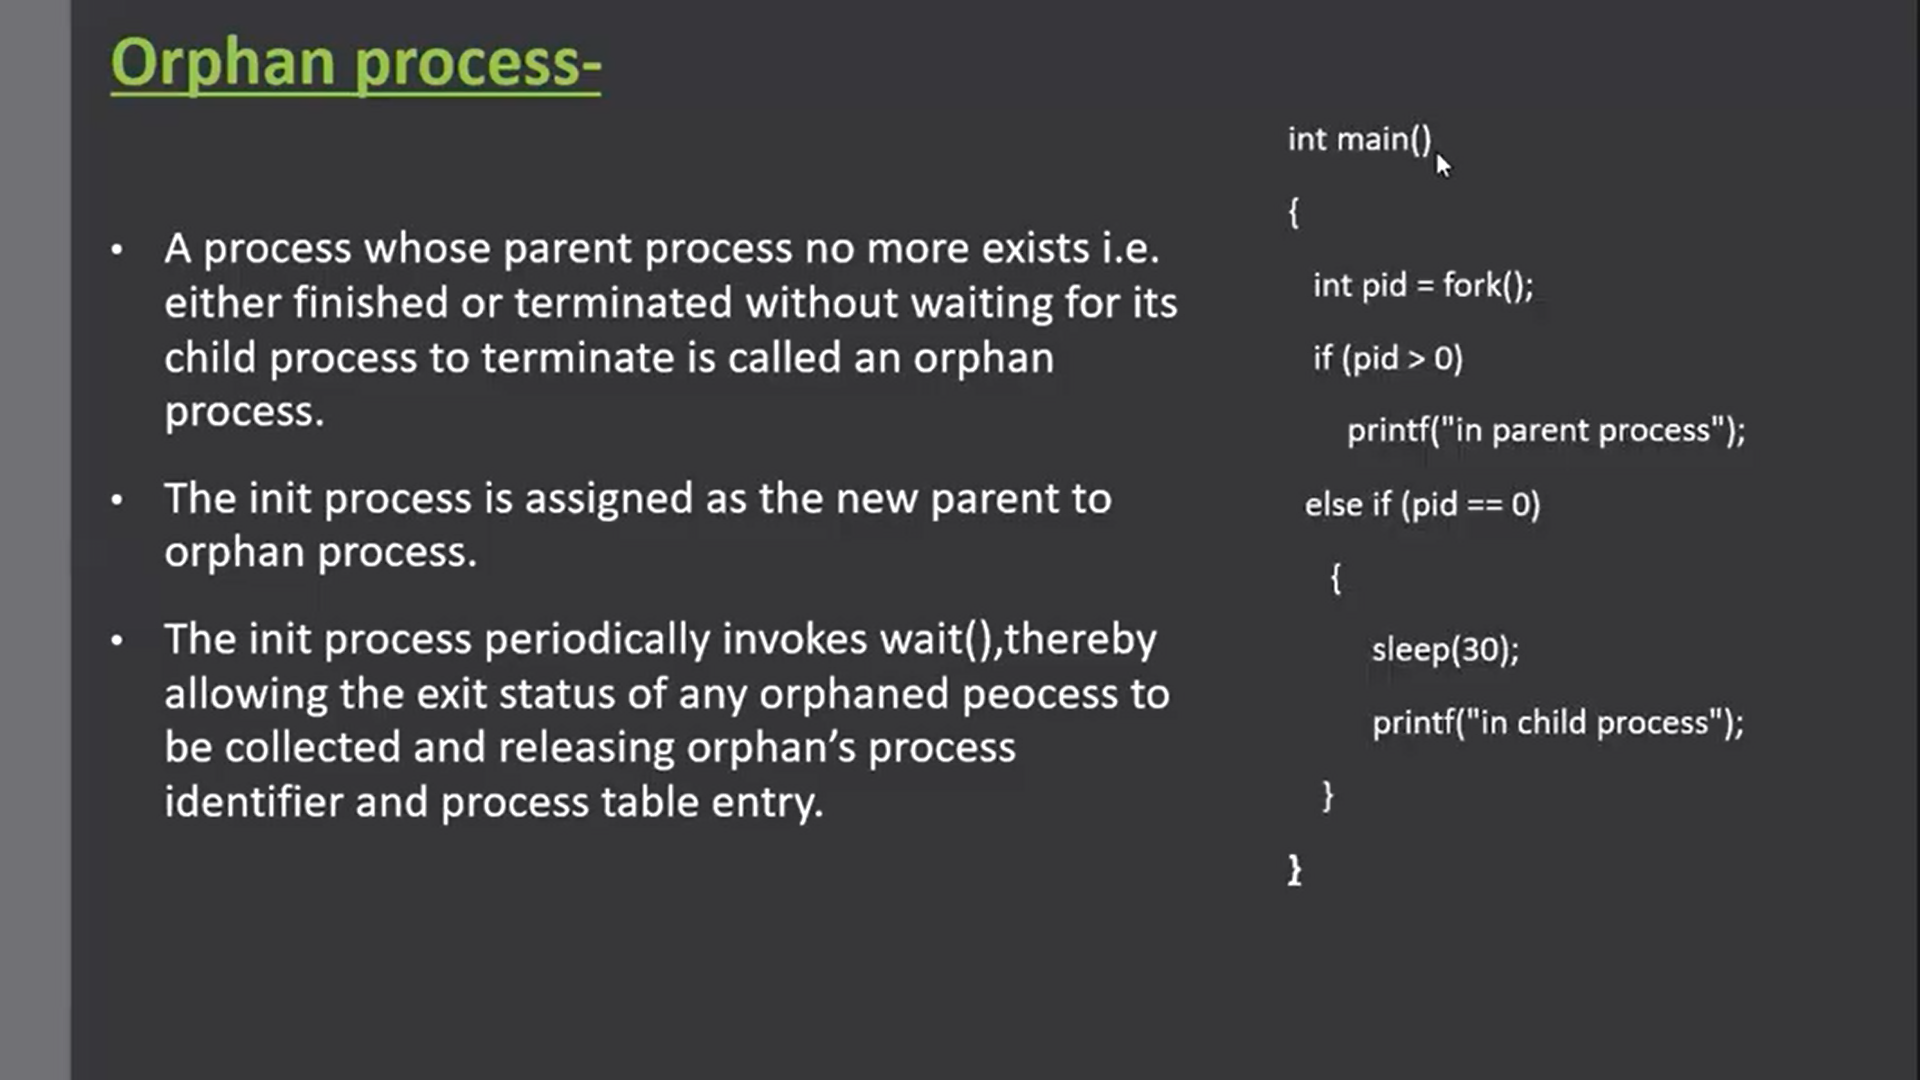 Orphan process-
• A process whose parent process no more exists i.e.
either finished or terminated without waiting for its
child process to terminate is called an orphan
process.
• The init process is assigned as the new parent to
orphan process.
• The init process periodically invokes wait(),thereby
allowing the exit status of any orphaned peocess to
be collected and releasing orphan’s process
identifier and process table entry.
int main()
{
int pid = fork();
if (pid > 0)
printf("in parent process");
else if (pid == 0)
{
sleep(30);
printf("in child process");
}
}